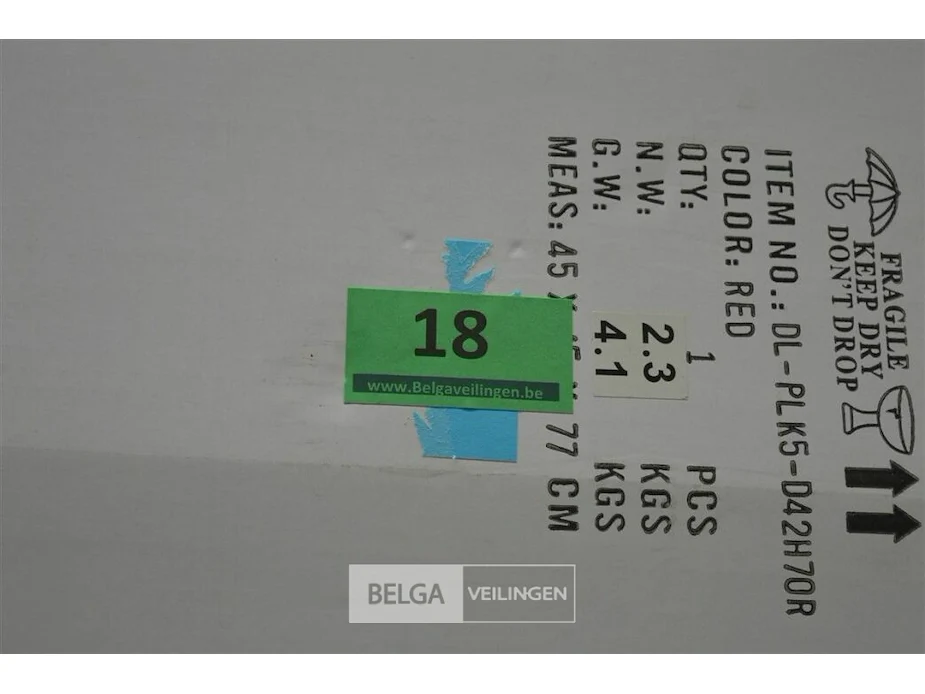 FRAGILE
KEEP DRY
DON'T DROP
ITEM NO.: DL-PLK5-D42H70R
COLOR: RED
QTY: 1 PCS
N.W: 2.3 KGS
G.W: 4.1 KGS
MEAS: 45 77 CM
18
www.Belgaveilingen.be
BELGA VEILINGEN